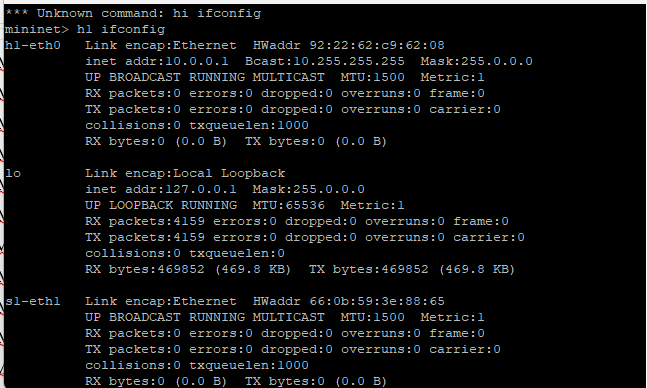 *** Unknown command: hi ifconfig
mininet> h1 ifconfig
h1-eth0   Link encap:Ethernet  HWaddr 92:22:62:c9:62:08
          inet addr:10.0.0.1  Bcast:10.255.255.255  Mask:255.0.0.0
          UP BROADCAST RUNNING MULTICAST  MTU:1500  Metric:1
          RX packets:0 errors:0 dropped:0 overruns:0 frame:0
          TX packets:0 errors:0 dropped:0 overruns:0 carrier:0
          collisions:0 txqueuelen:1000
          RX bytes:0 (0.0 B)  TX bytes:0 (0.0 B)
lo        Link encap:Local Loopback
          inet addr:127.0.0.1  Mask:255.0.0.0
          UP LOOPBACK RUNNING  MTU:65536  Metric:1
          RX packets:4159 errors:0 dropped:0 overruns:0 frame:0
          TX packets:4159 errors:0 dropped:0 overruns:0 carrier:0
          collisions:0 txqueuelen:0
          RX bytes:469852 (469.8 KB)  TX bytes:469852 (469.8 KB)
s1-eth1   Link encap:Ethernet  HWaddr 66:0b:59:3e:88:65
          UP BROADCAST RUNNING MULTICAST  MTU:1500  Metric:1
          RX packets:0 errors:0 dropped:0 overruns:0 frame:0
          TX packets:0 errors:0 dropped:0 overruns:0 carrier:0
          collisions:0 txqueuelen:1000
          RX bytes:0 (0.0 B)  TX bytes:0 (0.0 B)